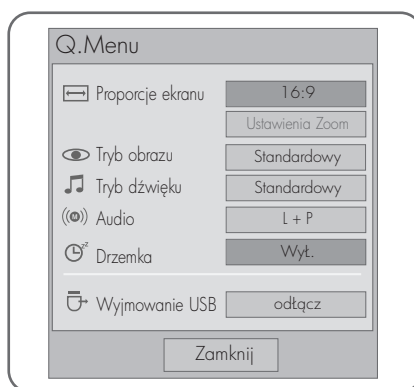 Q.Menu
Proporcje ekranu 16:9
Ustawienia Zoom
Tryb obrazu Standardowy
Tryb dźwięku Standardowy
Audio L + P
Drzemka Wył.
Wyjmowanie USB odłącz
Zamknij